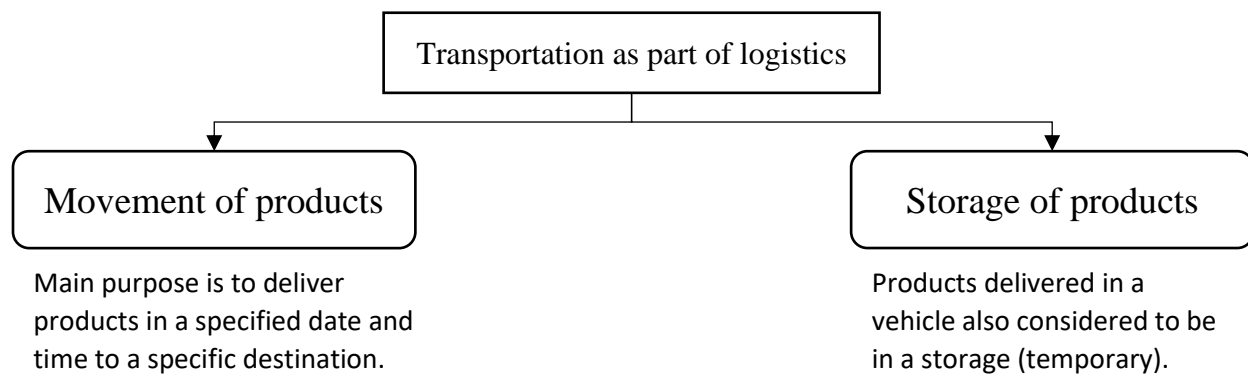 Transportation as part of logistics
Movement of products
Storage of products
Main purpose is to deliver
products in a specified date and
time to a specific destination.
Products delivered in a
vehicle also considered to be
in a storage (temporary).